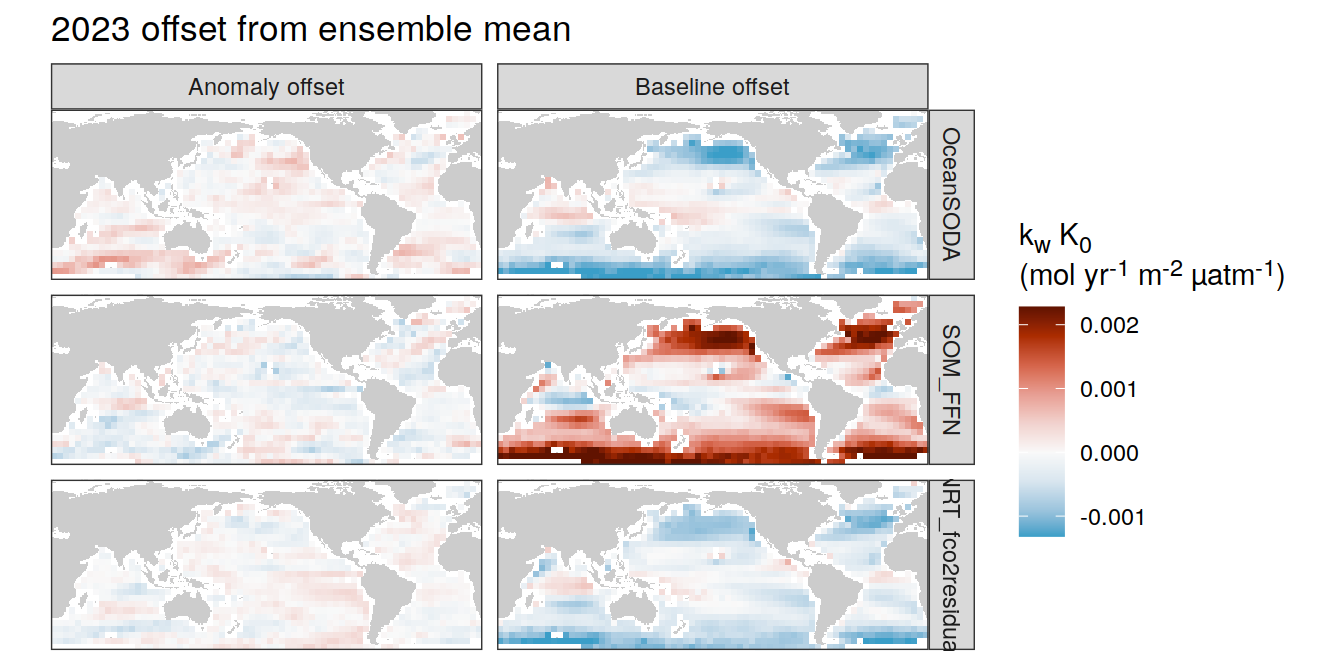 2023 offset from ensemble mean
Anomaly offset
Baseline offset
OceanSODA
SOM_FFN
NRT_fco2residua
k_w K_0
(mol yr⁻¹ m⁻² µatm⁻¹)
0.002
0.001
0.000
-0.001